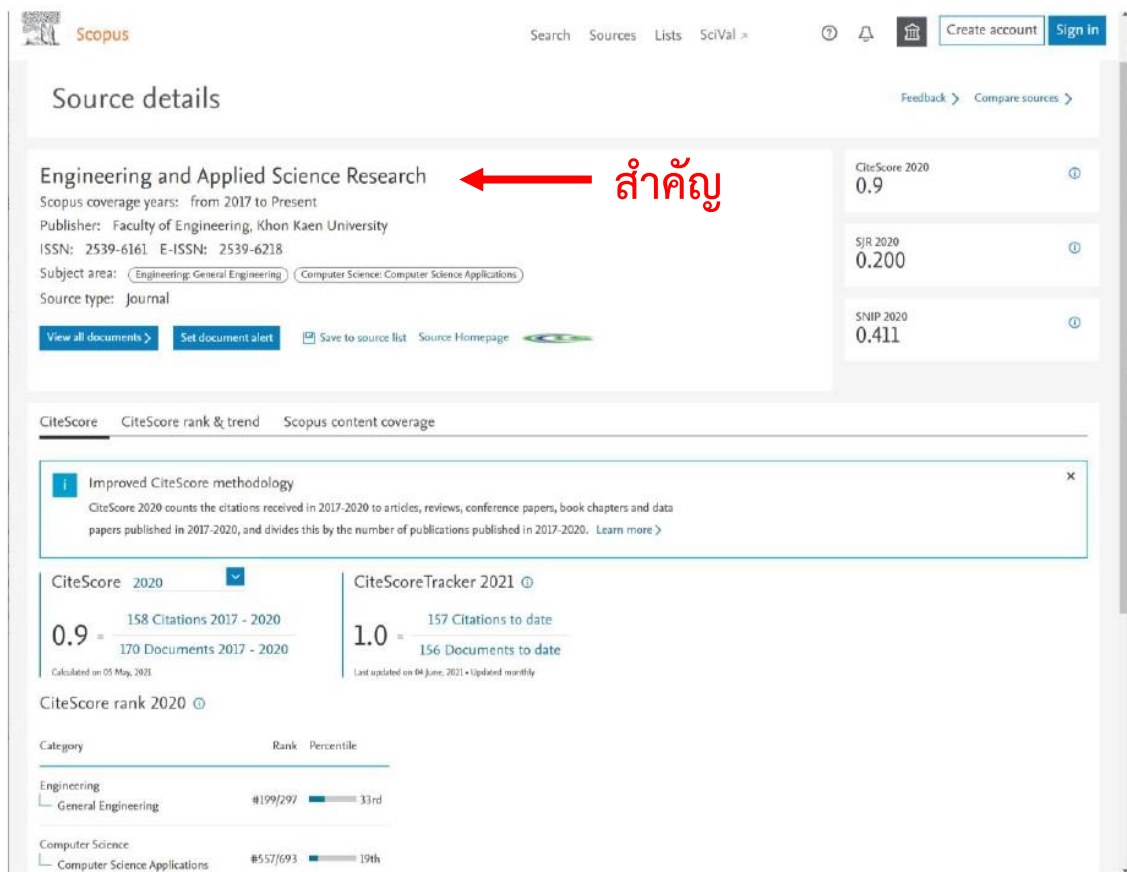 Scopus
Search Sources Lists SciVal
Create account Sign in
Source details
Feedback Compare sources
Engineering and Applied Science Research
สำคัญ
Scopus coverage years: from 2017 to Present
Publisher: Faculty of Engineering, Khon Kaen University
ISSN: 2539-6161 E-ISSN: 2539-6218
Subject area: Engineering: General Engineering Computer Science: Computer Science Applications
Source type: Journal
View all documents Set document alert Save to source list Source Homepage
CiteScore 2020
0.9
SJR 2020
0.200
SNIP 2020
0.411
CiteScore CiteScore rank & trend Scopus content coverage
i Improved CiteScore methodology
CiteScore 2020 counts the citations received in 2017-2020 to articles, reviews, conference papers, book chapters and data
papers published in 2017-2020, and divides this by the number of publications published in 2017-2020. Learn more
CiteScore 2020
0.9 =
158 Citations 2017 - 2020
170 Documents 2017 - 2020
Calculated on 05 May, 2021
CiteScoreTracker 2021
1.0 =
157 Citations to date
156 Documents to date
Last updated on 04 June, 2021 • Updated monthly
CiteScore rank 2020
Category Rank Percentile
Engineering
General Engineering #199/297 33rd
Computer Science
Computer Science Applications #557/693 19th